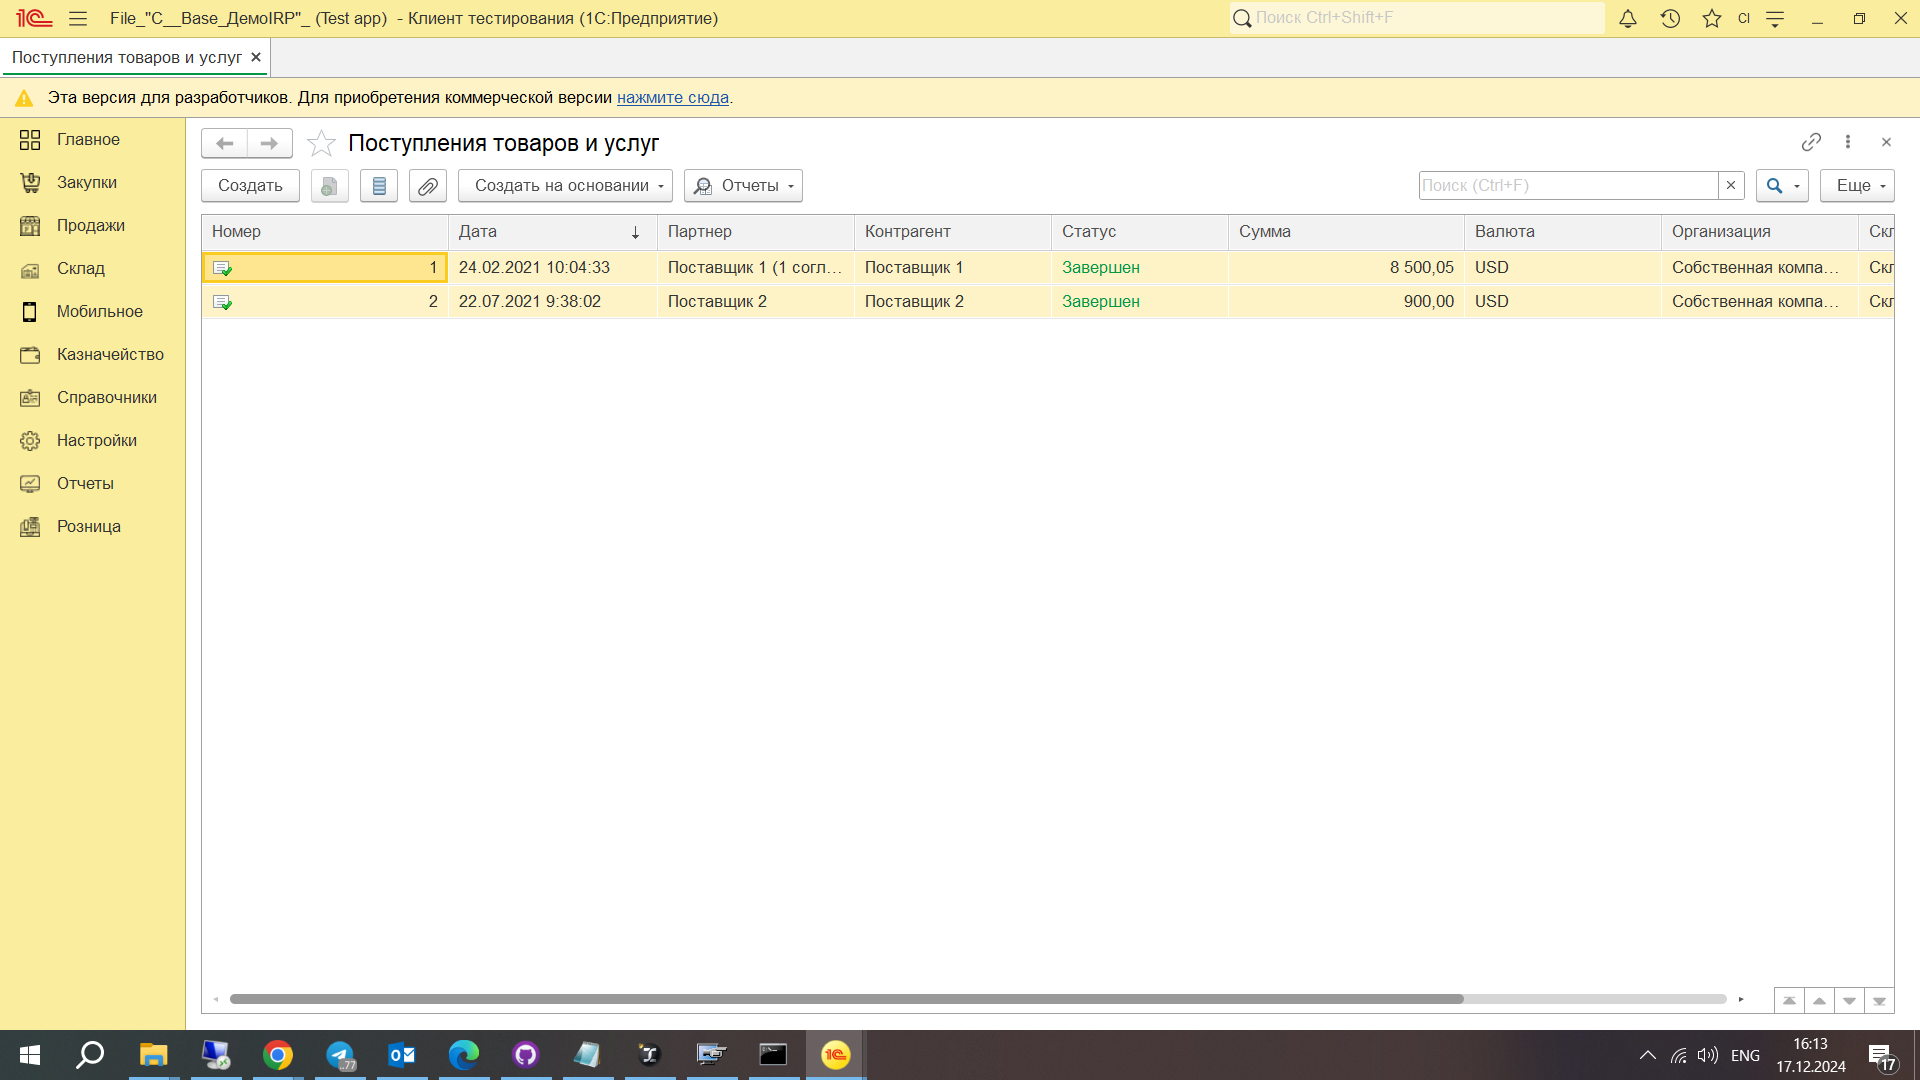 File_"C__Base_ДемоIRP"_ (Test app) - Клиент тестирования (1С:Предприятие)
Поиск Ctrl+Shift+F
CI
Поступления товаров и услуг
Эта версия для разработчиков. Для приобретения коммерческой версии нажмите сюда.
Главное
Закупки
Продажи
Склад
Мобильное
Казначейство
Справочники
Настройки
Отчеты
Розница
Поступления товаров и услуг
Создать
Создать на основании
Отчеты
Поиск (Ctrl+F)
Еще
Номер Дата Партнер Контрагент Статус Сумма Валюта Организация Скл
1 24.02.2021 10:04:33 Поставщик 1 (1 согл... Поставщик 1 Завершен 8 500,05 USD Собственная компа... Скл
2 22.07.2021 9:38:02 Поставщик 2 Поставщик 2 Завершен 900,00 USD Собственная компа... Скл
..77
ENG
16:13
17.12.2024
17